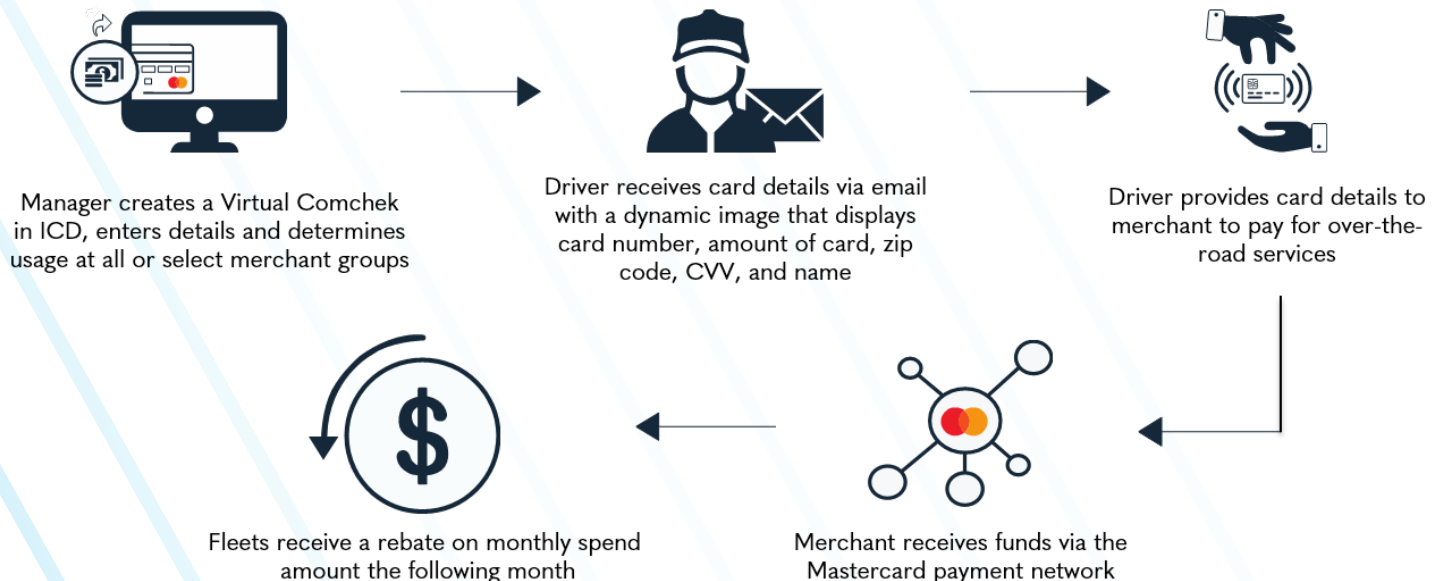 Manager creates a Virtual Comchek
in ICD, enters details and determines
usage at all or select merchant groups
Driver receives card details via email
with a dynamic image that displays
card number, amount of card, zip
code, CVV, and name
Driver provides card details to
merchant to pay for over-the-
road services
$
Fleets receive a rebate on monthly spend
amount the following month
Merchant receives funds via the
Mastercard payment network